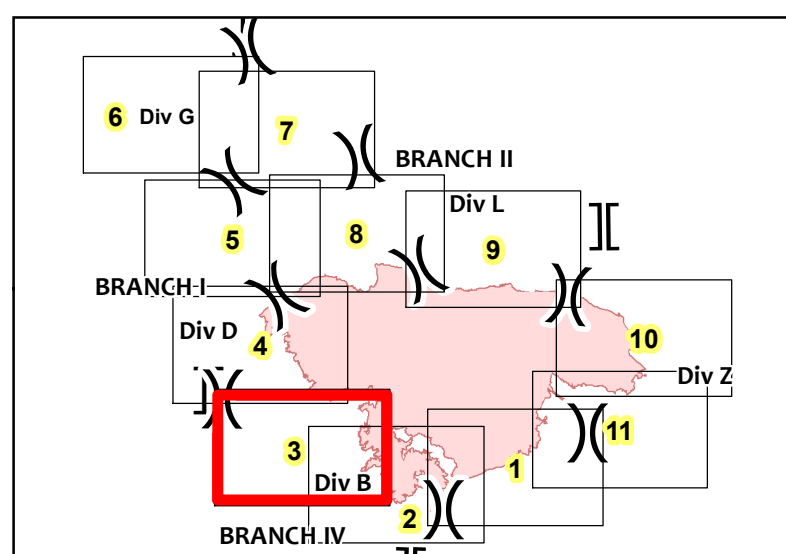 6 Div G
7
BRANCH II
Div L
5
8
9
BRANCH I
Div D
4
10
Div Z
3
11
1
Div B
2
BRANCH IV